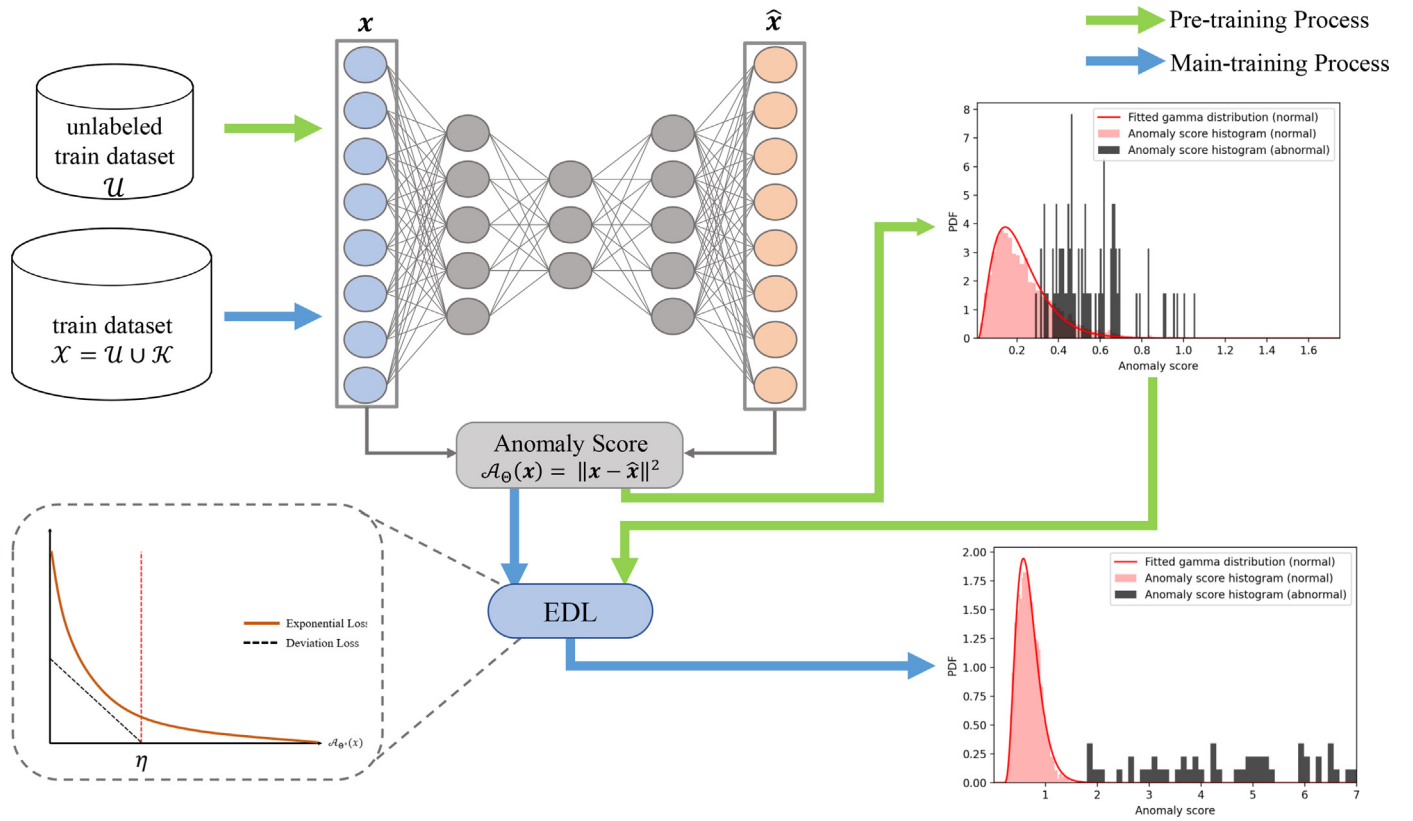 x
x̂
Pre-training Process
Main-training Process
unlabeled
train dataset
𝒰
train dataset
𝒳 = 𝒰 ∪ 𝒦
Fitted gamma distribution (normal)
Anomaly score histogram (normal)
Anomaly score histogram (abnormal)
PDF
8
7
6
5
4
3
2
1
0
0.2 0.4 0.6 0.8 1.0 1.2 1.4 1.6
Anomaly score
Anomaly Score
𝒜Θ(x) = ‖x − x̂‖²
Exponential Loss
Deviation Loss
𝒜Θ*(x)
η
EDL
Fitted gamma distribution (normal)
Anomaly score histogram (normal)
Anomaly score histogram (abnormal)
PDF
2.00
1.75
1.50
1.25
1.00
0.75
0.50
0.25
0.00
1 2 3 4 5 6 7
Anomaly score